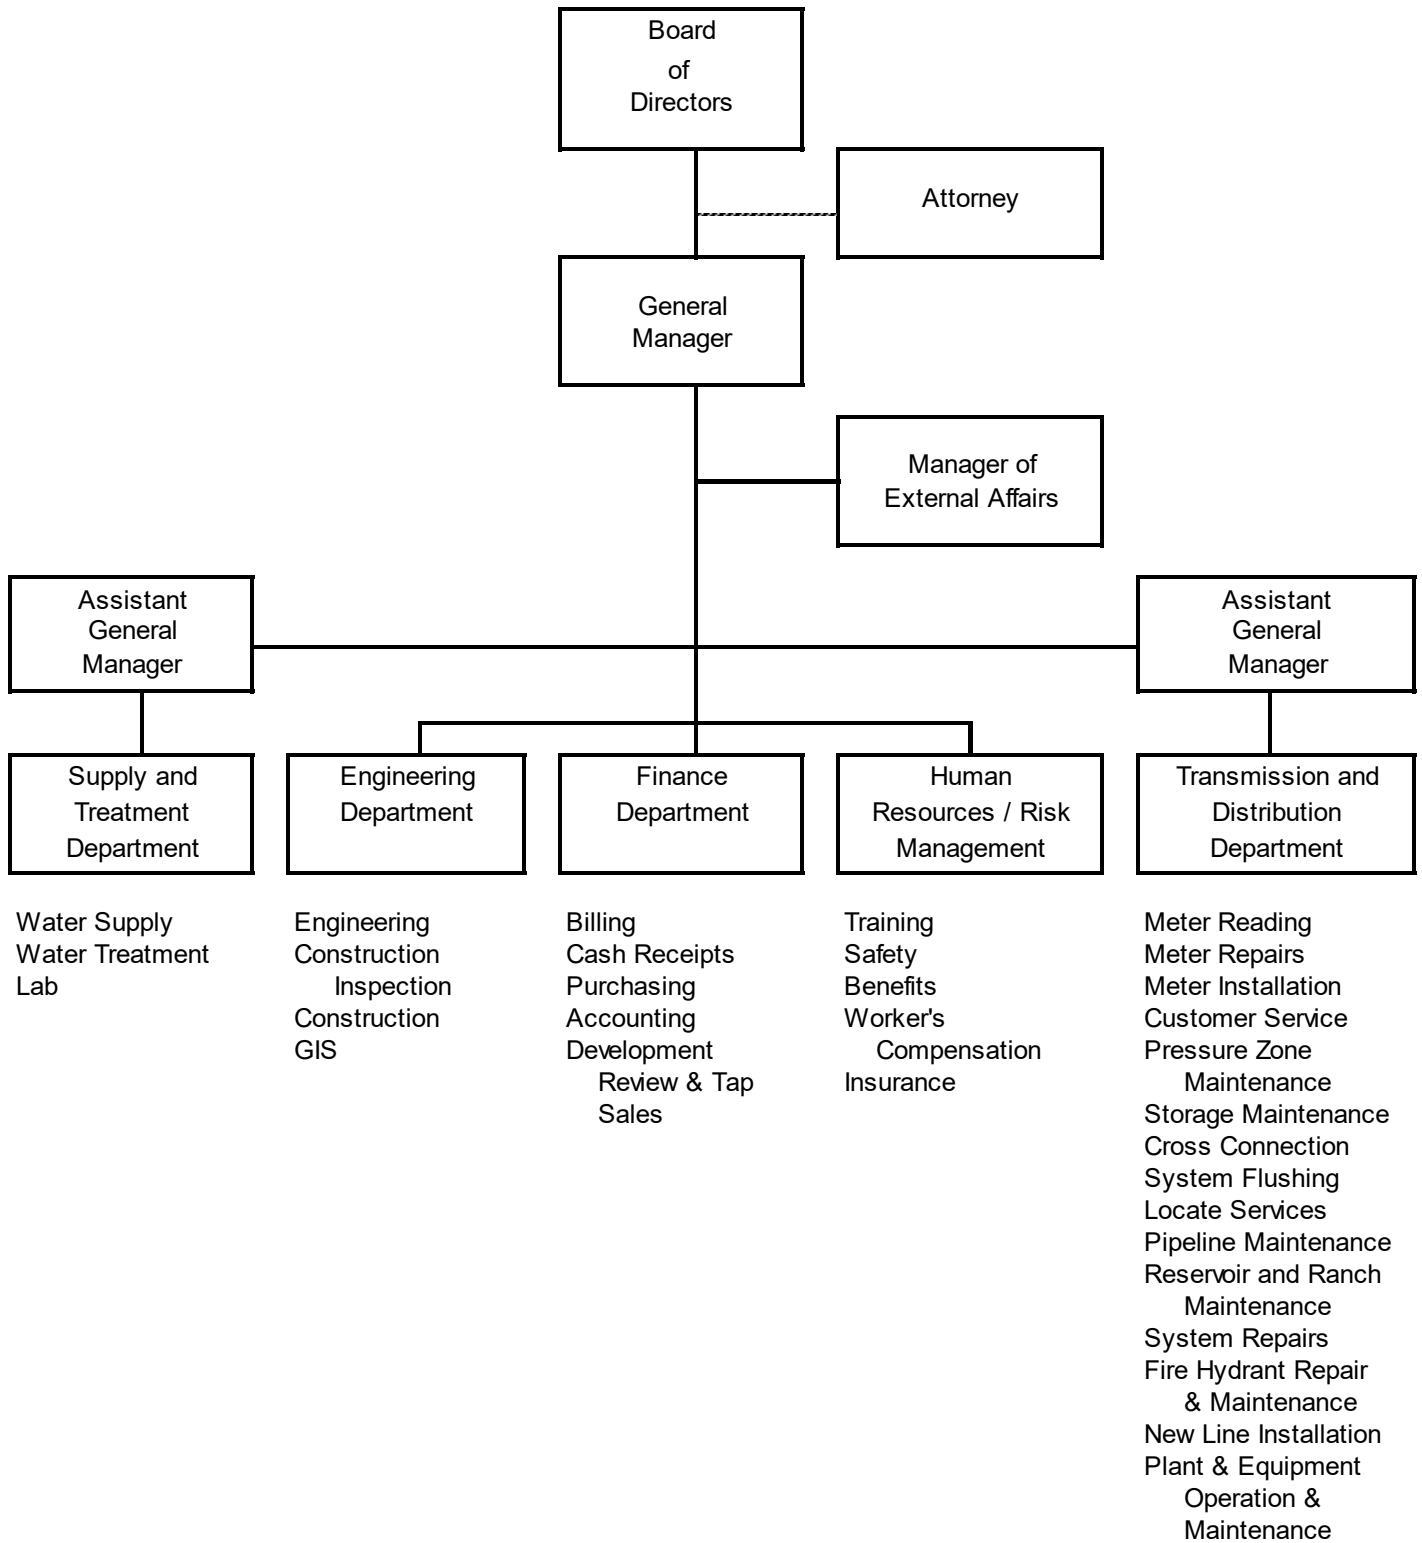 Board
of
Directors
Attorney
General
Manager
Manager of
External Affairs
Assistant
General
Manager
Assistant
General
Manager
Supply and
Treatment
Department
Engineering
Department
Finance
Department
Human
Resources / Risk
Management
Transmission and
Distribution
Department
Water Supply
Water Treatment
Lab
Engineering
Construction
Inspection
Construction
GIS
Billing
Cash Receipts
Purchasing
Accounting
Development
Review & Tap
Sales
Training
Safety
Benefits
Worker's
Compensation
Insurance
Meter Reading
Meter Repairs
Meter Installation
Customer Service
Pressure Zone
Maintenance
Storage Maintenance
Cross Connection
System Flushing
Locate Services
Pipeline Maintenance
Reservoir and Ranch
Maintenance
System Repairs
Fire Hydrant Repair
& Maintenance
New Line Installation
Plant & Equipment
Operation &
Maintenance